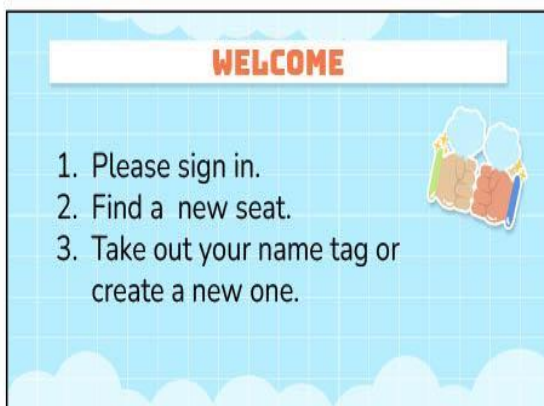 WELCOME
1. Please sign in.
2. Find a new seat.
3. Take out your name tag or
create a new one.